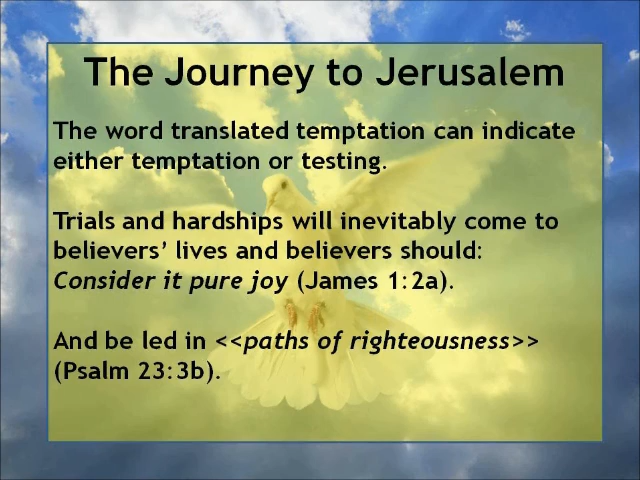 The Journey to Jerusalem
The word translated temptation can indicate
either temptation or testing.
Trials and hardships will inevitably come to
believers’ lives and believers should:
Consider it pure joy (James 1:2a).
And be led in <<paths of righteousness>>
(Psalm 23:3b).